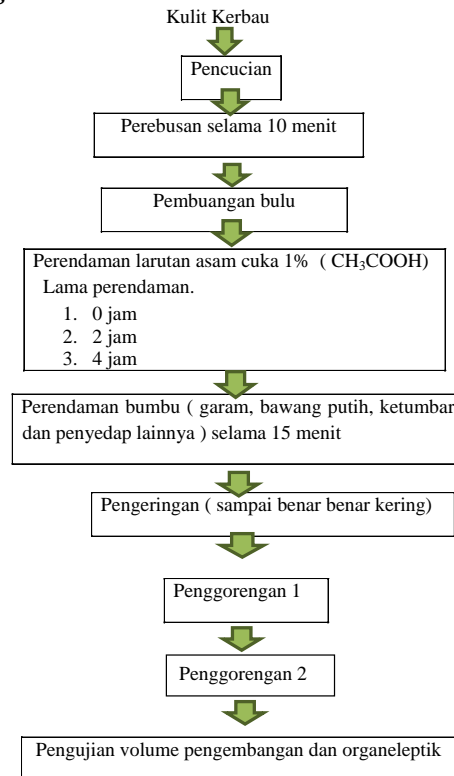 Kulit Kerbau
Pencucian
Perebusan selama 10 menit
Pembuangan bulu
Perendaman larutan asam cuka 1% ( CH₃COOH)
Lama perendaman.
1. 0 jam
2. 2 jam
3. 4 jam
Perendaman bumbu ( garam, bawang putih, ketumbar
dan penyedap lainnya ) selama 15 menit
Pengeringan ( sampai benar benar kering)
Penggorengan 1
Penggorengan 2
Pengujian volume pengembangan dan organeleptik